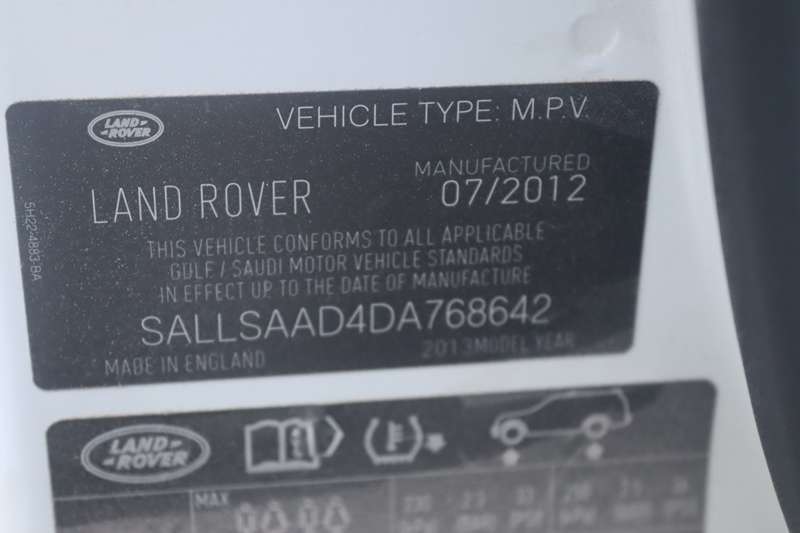 LAND-
-ROVER
VEHICLE TYPE: M.P.V.
MANUFACTURED
LAND ROVER 07/2012
5H224883-BA
THIS VEHICLE CONFORMS TO ALL APPLICABLE
GULF / SAUDI MOTOR VEHICLE STANDARDS
IN EFFECT UP TO THE DATE OF MANUFACTURE
SALLSAAD4DA768642
MADE IN ENGLAND 2013 MODEL YEAR
LAND-
-ROVER
MAX